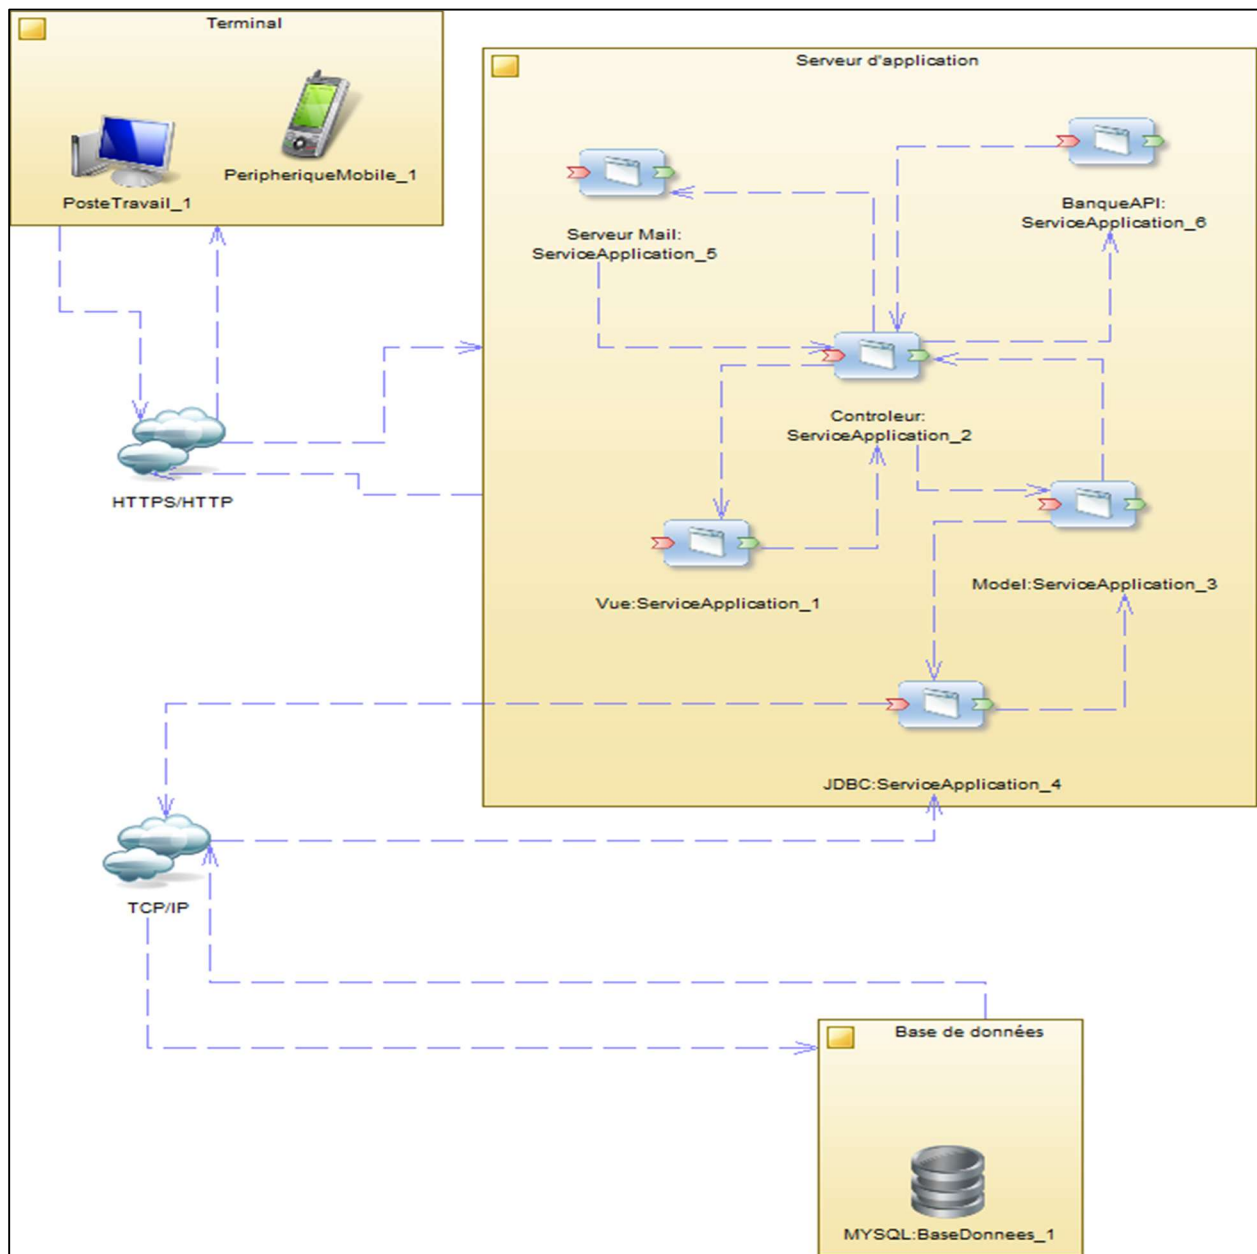 Terminal
PosteTravail_1
PeripheriqueMobile_1
Serveur d'application
Serveur Mail:
ServiceApplication_5
BanqueAPI:
ServiceApplication_6
Controleur:
ServiceApplication_2
HTTPS/HTTP
Vue:ServiceApplication_1
Model:ServiceApplication_3
JDBC:ServiceApplication_4
TCP/IP
Base de données
MYSQL:BaseDonnees_1